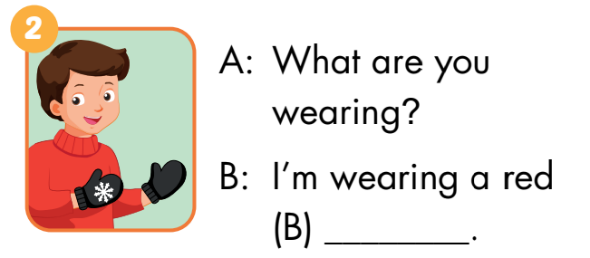 2
A: What are you
wearing?
B: I'm wearing a red
(B) ________.